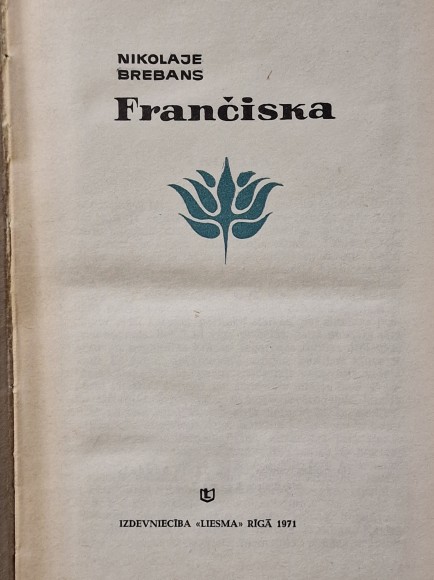 NIKOLAJE
BREBANS
Frančiska
IZDEVNIECĪBA «LIESMA» RĪGĀ 1971